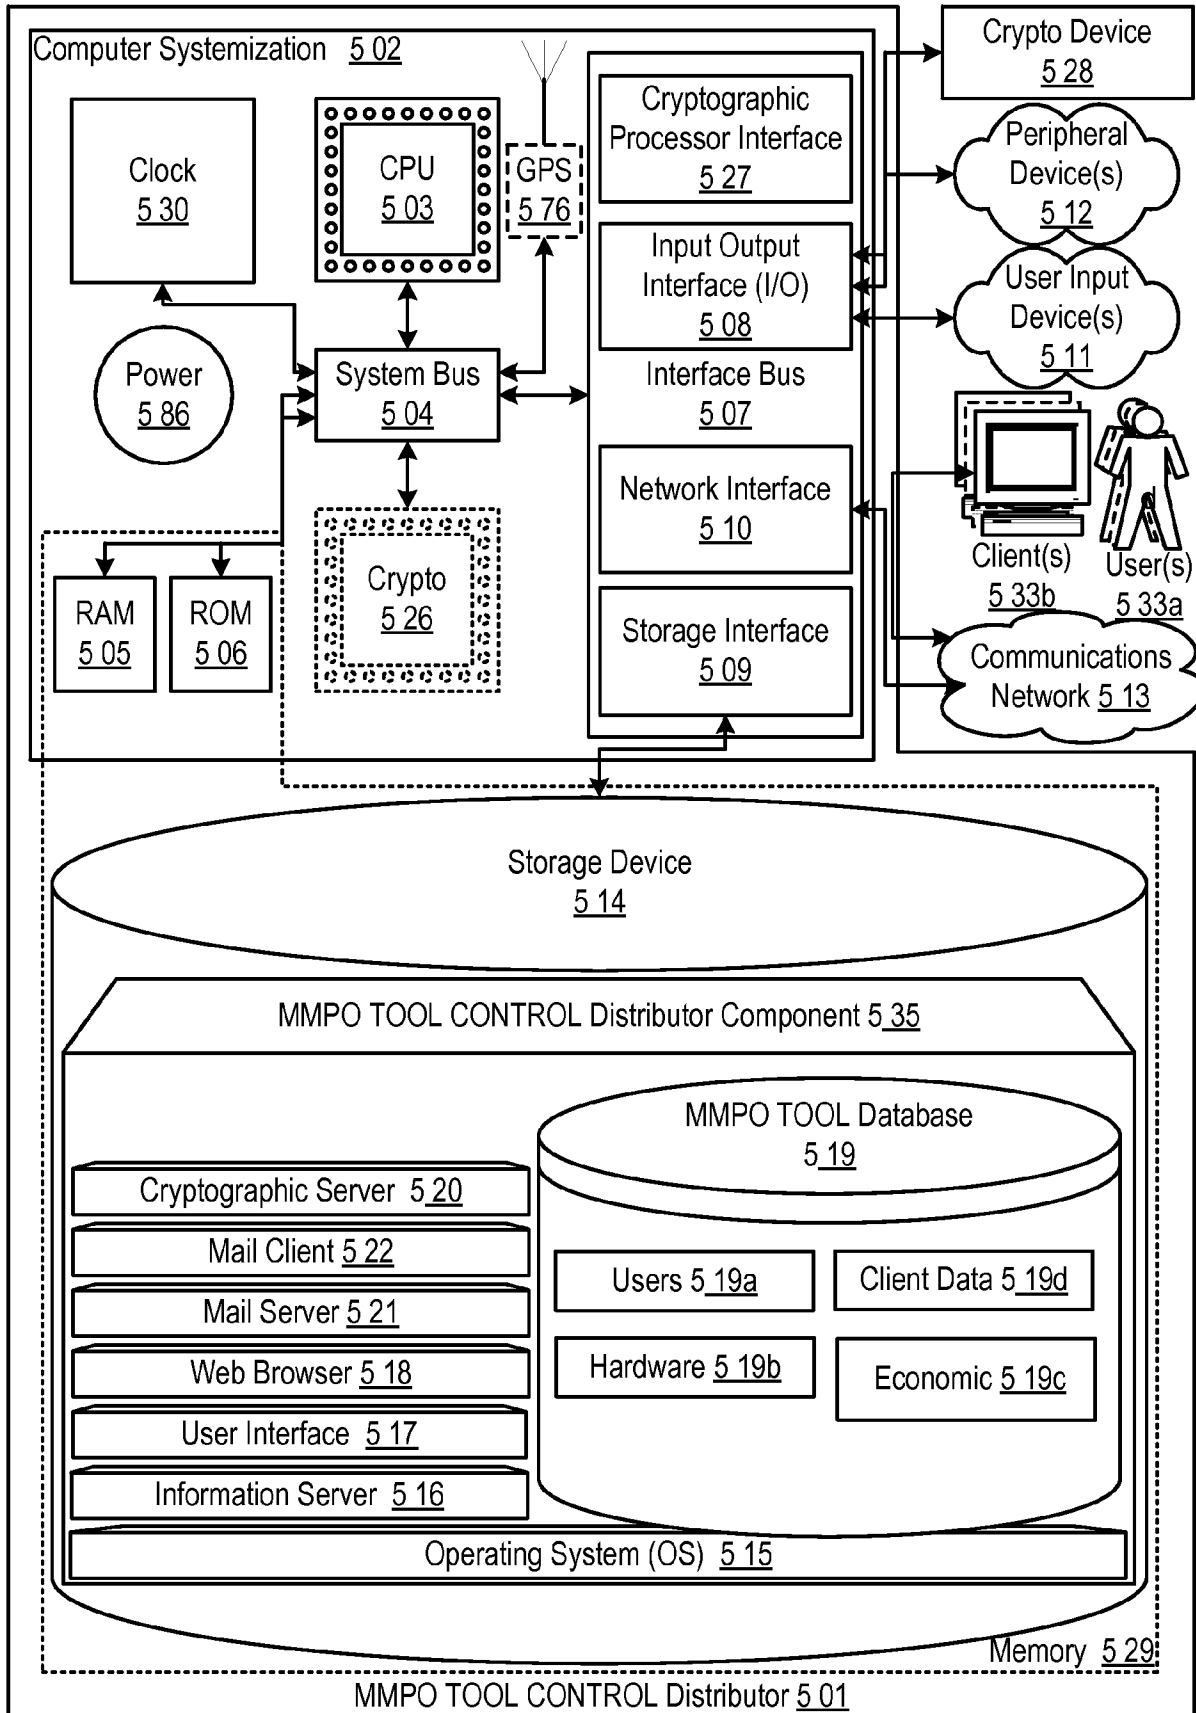 Computer Systemization 5 02
Crypto Device
5 28
Clock
5 30
CPU
5 03
GPS
5 76
Cryptographic
Processor Interface
5 27
Peripheral
Device(s)
5 12
Input Output
Interface (I/O)
5 08
User Input
Device(s)
5 11
Power
5 86
System Bus
5 04
Interface Bus
5 07
Network Interface
5 10
Client(s)
5 33b
User(s)
5 33a
RAM
5 05
ROM
5 06
Crypto
5 26
Storage Interface
5 09
Communications
Network 5 13
Storage Device
5 14
MMPO TOOL CONTROL Distributor Component 5 35
MMPO TOOL Database
5 19
Cryptographic Server 5 20
Mail Client 5 22
Mail Server 5 21
Web Browser 5 18
User Interface 5 17
Information Server 5 16
Users 5 19a
Client Data 5 19d
Hardware 5 19b
Economic 5 19c
Operating System (OS) 5 15
Memory 5 29
MMPO TOOL CONTROL Distributor 5 01